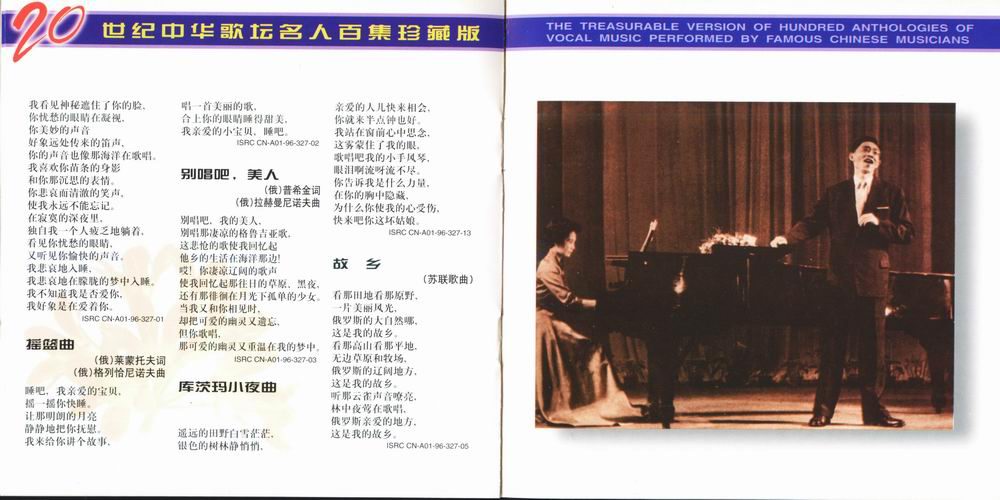 20 世纪中华歌坛名人百集珍藏版
THE TREASURABLE VERSION OF HUNDRED ANTHOLOGIES OF
VOCAL MUSIC PERFORMED BY FAMOUS CHINESE MUSICIANS
我看见神秘遮住了你的脸,
你忧愁的眼睛在凝视,
你美妙的声音
好象远处传来的笛声,
你的声音也像那海洋在歌唱。
我喜欢你苗条的身影
和你那沉思的表情。
你悲哀而清澈的笑声,
使我永远不能忘记。
在寂寞的深夜里,
独自我一个人疲乏地躺着,
看见你忧愁的眼睛,
又听见你愉快的声音。
我悲哀地入睡,
我悲哀地在朦胧的梦中入睡。
我不知道我是否爱你,
我好象是在爱着你。
ISRC CN-A01-96-327-01
摇篮曲
(俄)莱蒙托夫词
(俄)格列恰尼诺夫曲
睡吧, 我亲爱的宝贝,
摇一摇你快睡。
让那明朗的月亮
静静地把你抚慰。
我来给你讲个故事,
唱一首美丽的歌,
合上你的眼睛睡得甜美,
我亲爱的小宝贝, 睡吧。
ISRC CN-A01-96-327-02
别唱吧, 美人
(俄)普希金词
(俄)拉赫曼尼诺夫曲
别唱吧, 我的美人,
别唱那凄凉的格鲁吉亚歌,
这悲怆的歌使我回忆起
他乡的生活在海洋那边!
哎! 你凄凉辽阔的歌声
使我回忆起那往日的草原、黑夜,
还有那徘徊在月光下孤单的少女。
当我又和你相见时,
却把可爱的幽灵又遗忘,
但你歌唱,
那可爱的幽灵又重温在我的梦中。
ISRC CN-A01-96-327-03
库茨玛小夜曲
遥远的田野白雪茫茫,
银色的树林静悄悄,
亲爱的人儿快来相会,
你就来半点钟也好。
我站在窗前心中思念,
这雾蒙住了我的眼,
歌唱吧我的小手风琴,
眼泪啊流呀流不尽。
你告诉我是什么力量,
在你的胸中隐藏,
为什么你使我的心受伤,
快来吧你这坏姑娘。
ISRC CN-A01-96-327-13
故 乡
(苏联歌曲)
看那田地看那原野,
一片美丽风光,
俄罗斯的大自然哪,
这是我的故乡。
看那高山看那平地,
无边草原和牧场,
俄罗斯的辽阔地方,
这是我的故乡。
听那云雀声音嘹亮,
林中夜莺在歌唱,
俄罗斯亲爱的地方,
这是我的故乡。
ISRC CN-A01-96-327-05